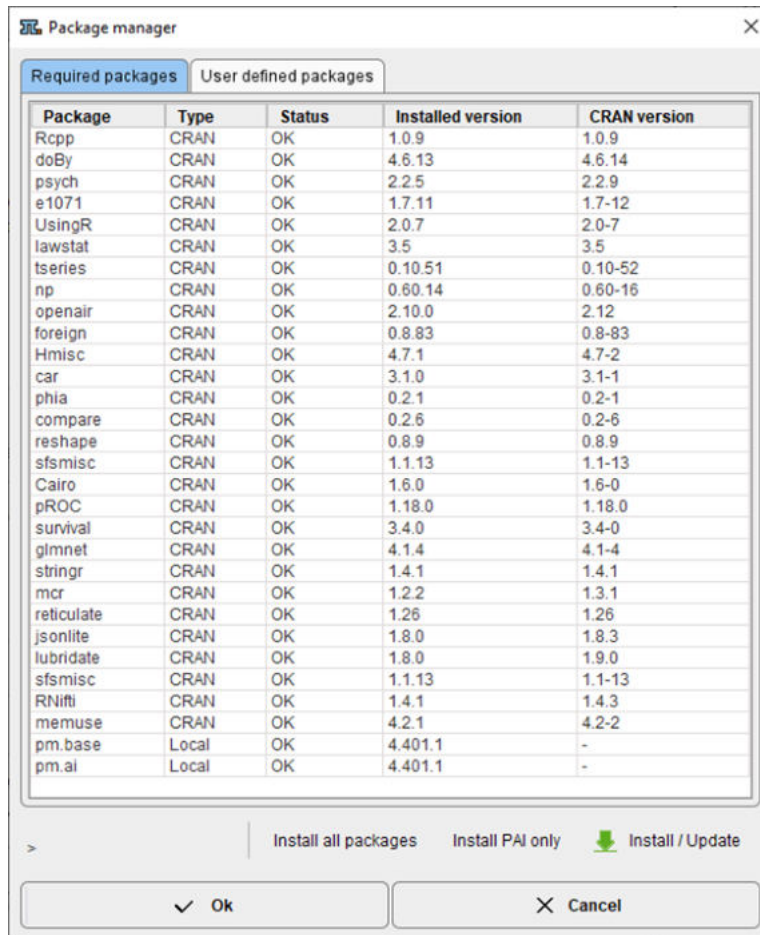 Package manager
Required packages User defined packages
Package Type Status Installed version CRAN version
Rcpp CRAN OK 1.0.9 1.0.9
doBy CRAN OK 4.6.13 4.6.14
psych CRAN OK 2.2.5 2.2.9
e1071 CRAN OK 1.7.11 1.7-12
UsingR CRAN OK 2.0.7 2.0-7
lawstat CRAN OK 3.5 3.5
tseries CRAN OK 0.10.51 0.10-52
np CRAN OK 0.60.14 0.60-16
openair CRAN OK 2.10.0 2.12
foreign CRAN OK 0.8.83 0.8-83
Hmisc CRAN OK 4.7.1 4.7-2
car CRAN OK 3.1.0 3.1-1
phia CRAN OK 0.2.1 0.2-1
compare CRAN OK 0.2.6 0.2-6
reshape CRAN OK 0.8.9 0.8.9
sfsmisc CRAN OK 1.1.13 1.1-13
Cairo CRAN OK 1.6.0 1.6-0
pROC CRAN OK 1.18.0 1.18.0
survival CRAN OK 3.4.0 3.4-0
glmnet CRAN OK 4.1.4 4.1-4
stringr CRAN OK 1.4.1 1.4.1
mcr CRAN OK 1.2.2 1.3.1
reticulate CRAN OK 1.26 1.26
jsonlite CRAN OK 1.8.0 1.8.3
lubridate CRAN OK 1.8.0 1.9.0
sfsmisc CRAN OK 1.1.13 1.1-13
RNifti CRAN OK 1.4.1 1.4.3
memuse CRAN OK 4.2.1 4.2-2
pm.base Local OK 4.401.1 -
pm.ai Local OK 4.401.1 -
> Install all packages Install PAI only Install / Update
Ok Cancel